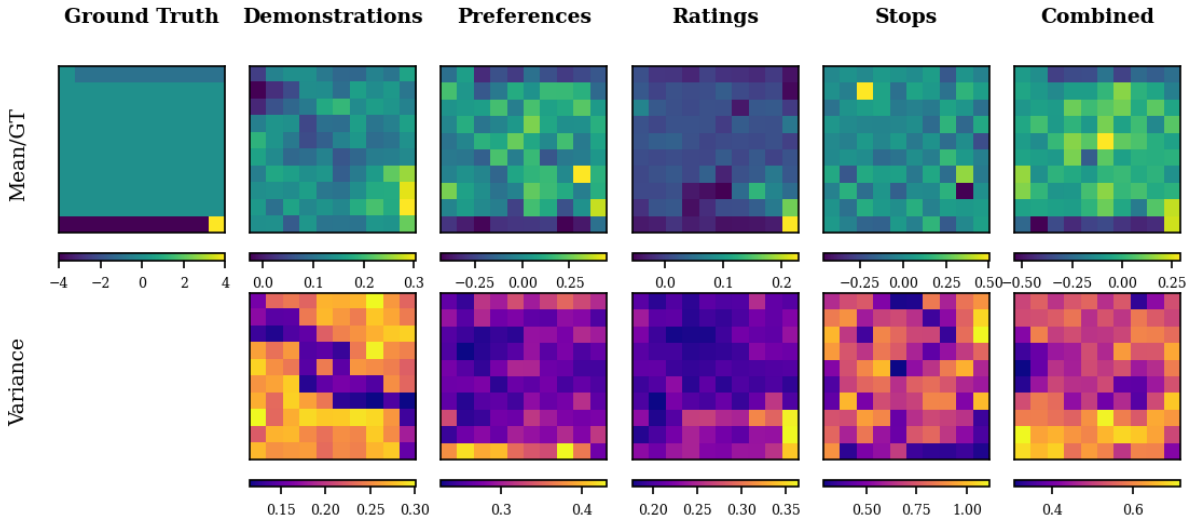 Ground Truth Demonstrations Preferences Ratings Stops Combined
Mean/GT
−4 −2 0 2 4 0.0 0.1 0.2 0.3 −0.25 0.00 0.25 0.0 0.1 0.2 −0.25 0.00 0.25 0.50 −0.50 −0.25 0.00 0.25
Variance
0.15 0.20 0.25 0.30 0.3 0.4 0.20 0.25 0.30 0.35 0.50 0.75 1.00 0.4 0.6